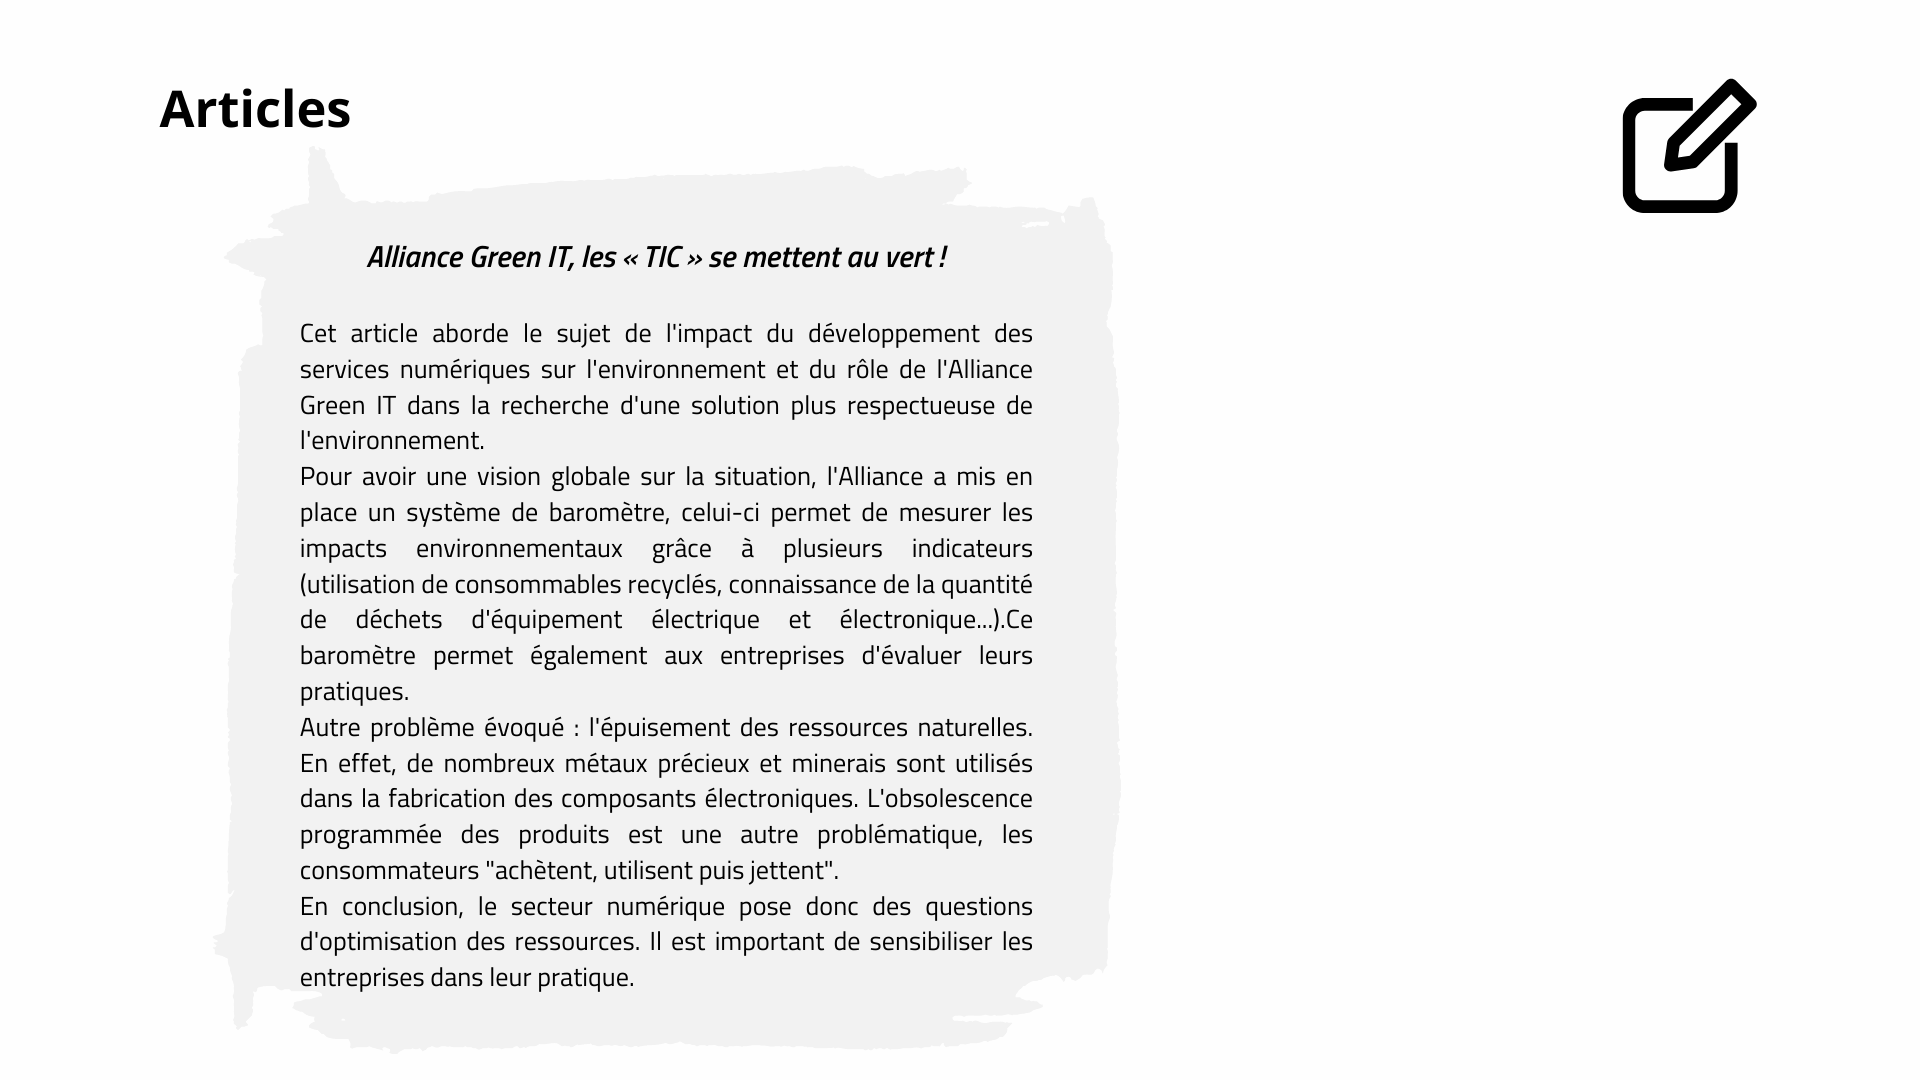 Articles
Alliance Green IT, les « TIC » se mettent au vert !
Cet article aborde le sujet de l'impact du développement des
services numériques sur l'environnement et du rôle de l'Alliance
Green IT dans la recherche d'une solution plus respectueuse de
l'environnement.
Pour avoir une vision globale sur la situation, l'Alliance a mis en
place un système de baromètre, celui-ci permet de mesurer les
impacts environnementaux grâce à plusieurs indicateurs
(utilisation de consommables recyclés, connaissance de la quantité
de déchets d'équipement électrique et électronique...).Ce
baromètre permet également aux entreprises d'évaluer leurs
pratiques.
Autre problème évoqué : l'épuisement des ressources naturelles.
En effet, de nombreux métaux précieux et minerais sont utilisés
dans la fabrication des composants électroniques. L'obsolescence
programmée des produits est une autre problématique, les
consommateurs "achètent, utilisent puis jettent".
En conclusion, le secteur numérique pose donc des questions
d'optimisation des ressources. Il est important de sensibiliser les
entreprises dans leur pratique.